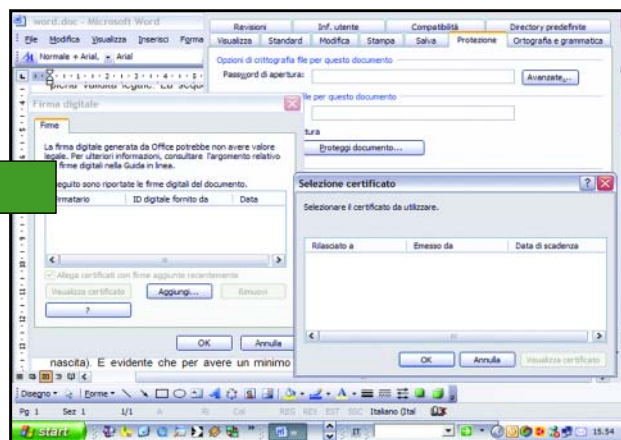 word.doc - Microsoft Word
File Modifica Visualizza Inserisci Forma
Normale + Arial, Arial
Revisioni Inf. utente Compatibilità Directory predefinite
Visualizza Standard Modifica Stampa Salva Protezione Ortografia e grammatica
Opzioni di crittografia file per questo documento
Password di apertura:
Avanzate...
file per questo documento
Proteggi documento...
Firma digitale
Firme
La firma digitale generata da Office potrebbe non avere valore
legale. Per ulteriori informazioni, consultare l'argomento relativo
firme digitali nella Guida in linea.
seguito sono riportate le firme digitali del documento.
ID digitale fornito da Data
Allega certificati con firme aggiunte recentemente
Visualizza certificato Aggiungi... Rimuovi
?
OK Annulla
Selezione certificato
Selezionare il certificato da utilizzare.
Rilasciato a Emesso da Data di scadenza
OK Annulla Visualizza certificato
nascita). E evidente che per avere un minimo
Disegno Forme
Pg 1 Sez 1 1/1 A Ri Col RBS REV EST SSC Italiano (Ital
start IT 15.54